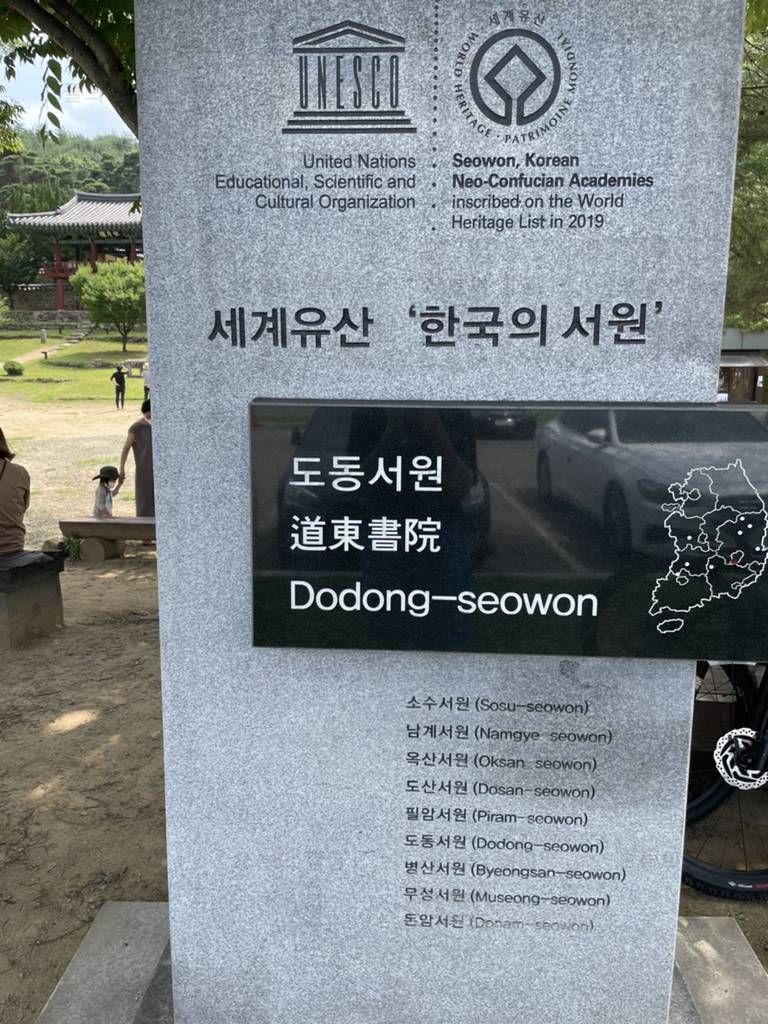 UNESCO
세계유산
WORLD HERITAGE · PATRIMOINE MONDIAL
United Nations
Educational, Scientific and
Cultural Organization
Seowon, Korean
Neo-Confucian Academies
inscribed on the World
Heritage List in 2019
세계유산 ‘한국의 서원’
도동서원
道東書院
Dodong-seowon
소수서원 (Sosu-seowon)
남계서원 (Namgye seowon)
옥산서원 (Oksan seowon)
도산서원 (Dosan-seowon)
필암서원 (Piram-seowon)
도동서원 (Dodong-seowon)
병산서원 (Byeongsan-seowon)
무성서원 (Museong-seowon)
돈암서원 (Donam-seowon)